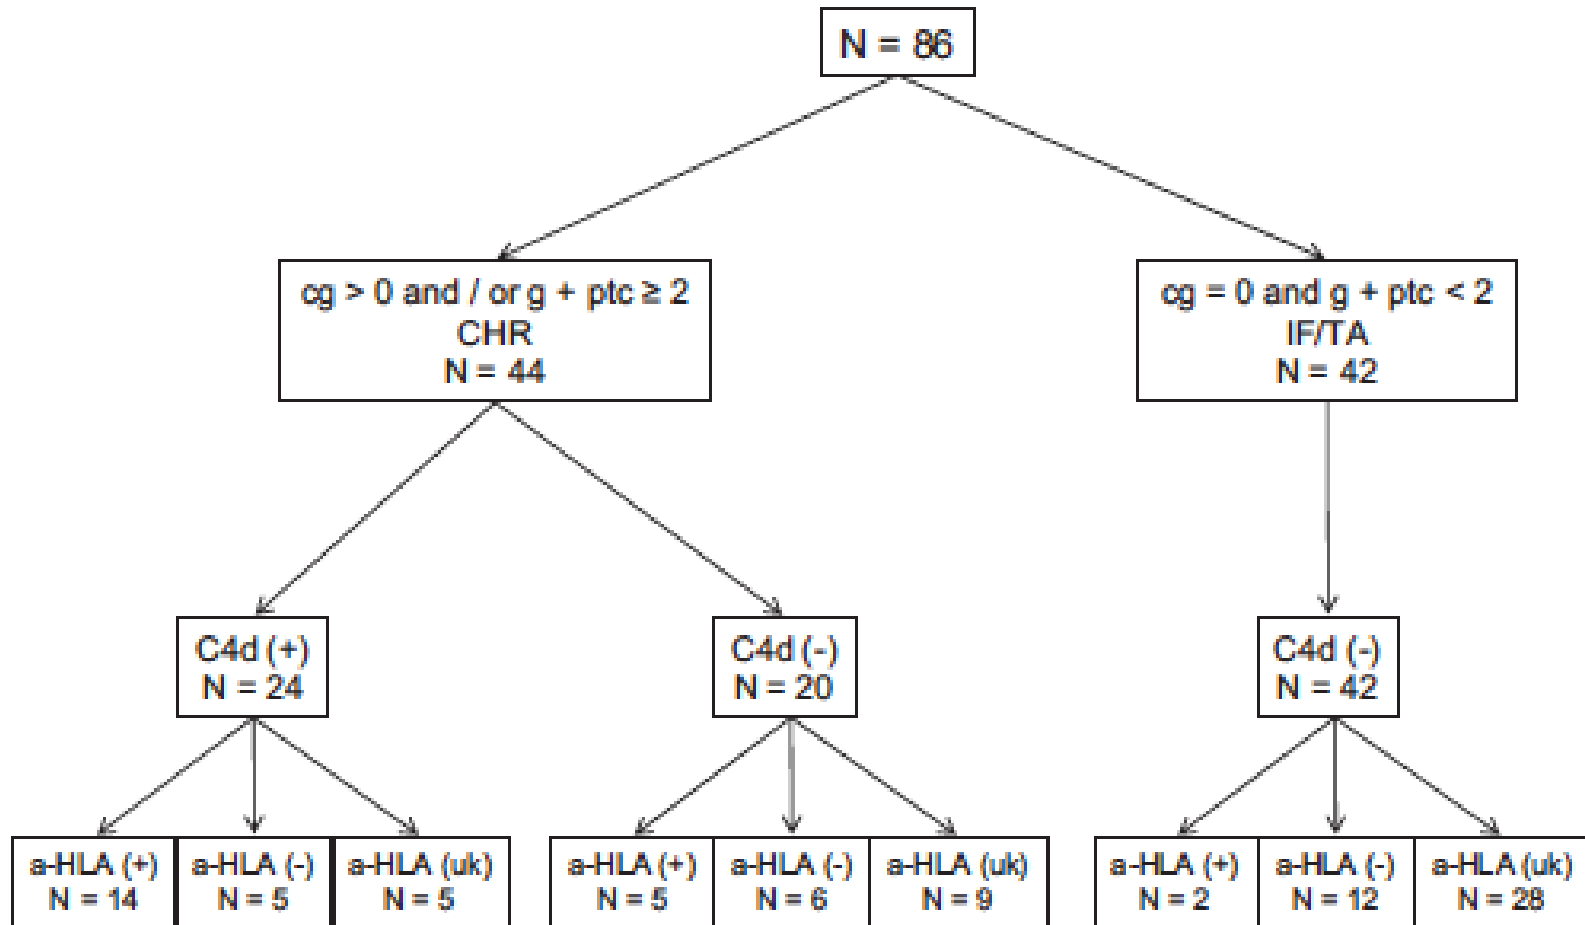 N = 86
cg > 0 and / or g + ptc ≥ 2
CHR
N = 44
cg = 0 and g + ptc < 2
IF/TA
N = 42
C4d (+)
N = 24
C4d (-)
N = 20
C4d (-)
N = 42
a-HLA (+)
N = 14
a-HLA (-)
N = 5
a-HLA (uk)
N = 5
a-HLA (+)
N = 5
a-HLA (-)
N = 6
a-HLA (uk)
N = 9
a-HLA (+)
N = 2
a-HLA (-)
N = 12
a-HLA (uk)
N = 28